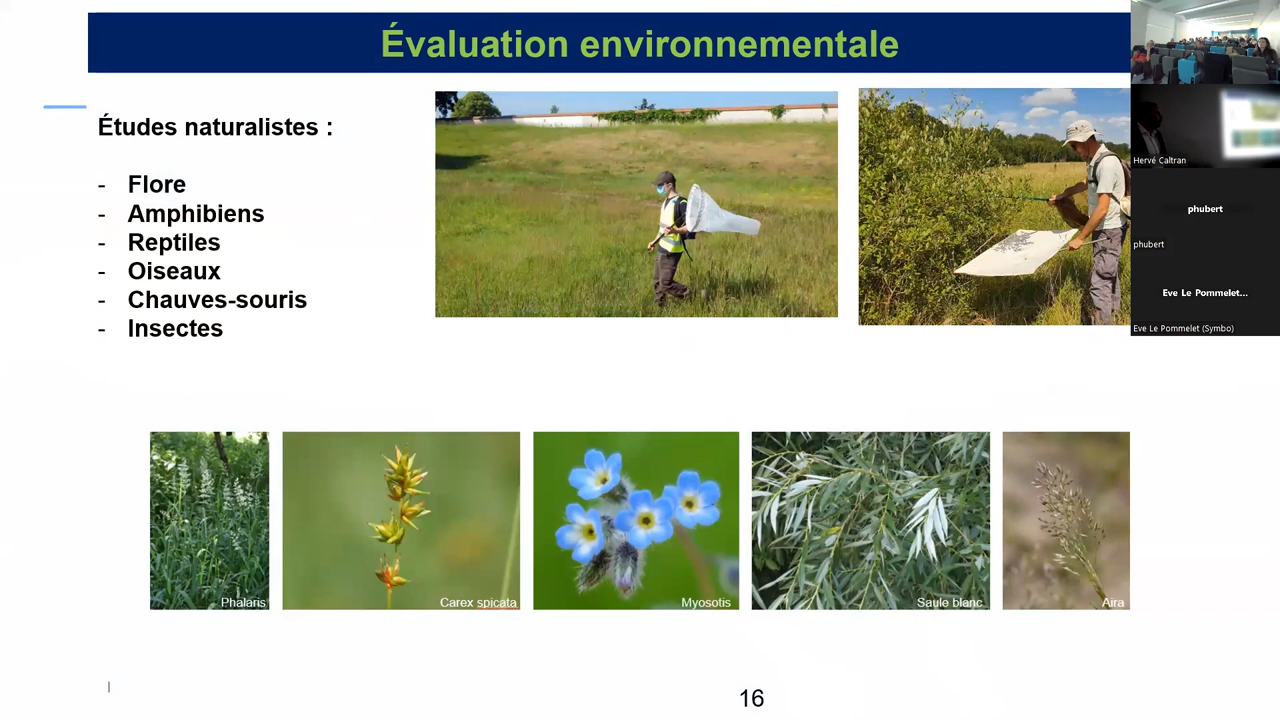 Évaluation environnementale
Études naturalistes :
- Flore
- Amphibiens
- Reptiles
- Oiseaux
- Chauves-souris
- Insectes
Hervé Caltran
phubert
phubert
Eve Le Pommelet...
Eve Le Pommelet (Symbo)
Phalaris
Carex spicata
Myosotis
Saule blanc
Aira
16